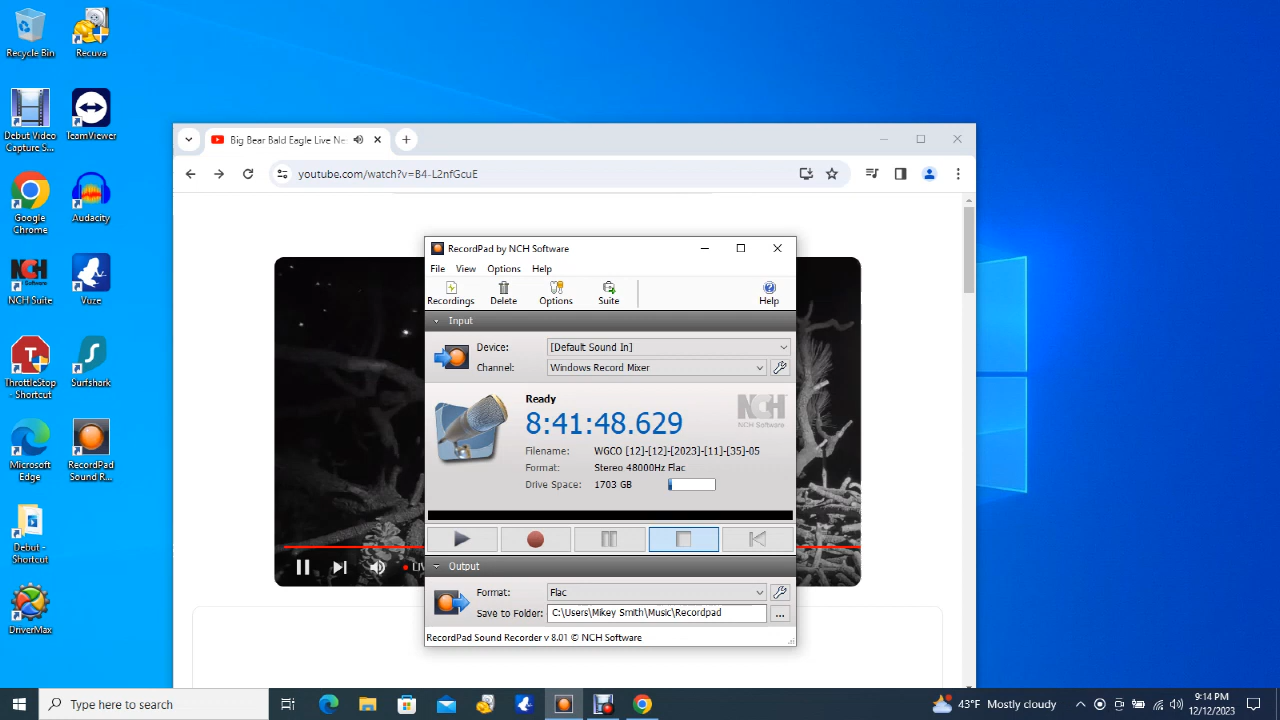 Recycle Bin
Recuva
Debut Video
Capture S...
TeamViewer
Google
Chrome
Audacity
NCH
NCH Suite
Vuze
ThrottleStop
- Shortcut
Surfshark
Microsoft
Edge
RecordPad
Sound R...
Debut -
Shortcut
DriverMax
Big Bear Bald Eagle Live Ne
youtube.com/watch?v=B4-L2nfGcuE
RecordPad by NCH Software
File View Options Help
Recordings Delete Options Suite Help
Input
Device: [Default Sound In]
Channel: Windows Record Mixer
Ready
8:41:48.629
NCH
NCH Software
Filename: WGCO [12]-[12]-[2023]-[11]-[35]-05
Format: Stereo 48000Hz Flac
Drive Space: 1703 GB
LIV
Output
Format: Flac
Save to Folder: C:\Users\Mikey Smith\Music\Recordpad
...
RecordPad Sound Recorder v 8.01 © NCH Software
Type here to search
43°F Mostly cloudy
9:14 PM
12/12/2023